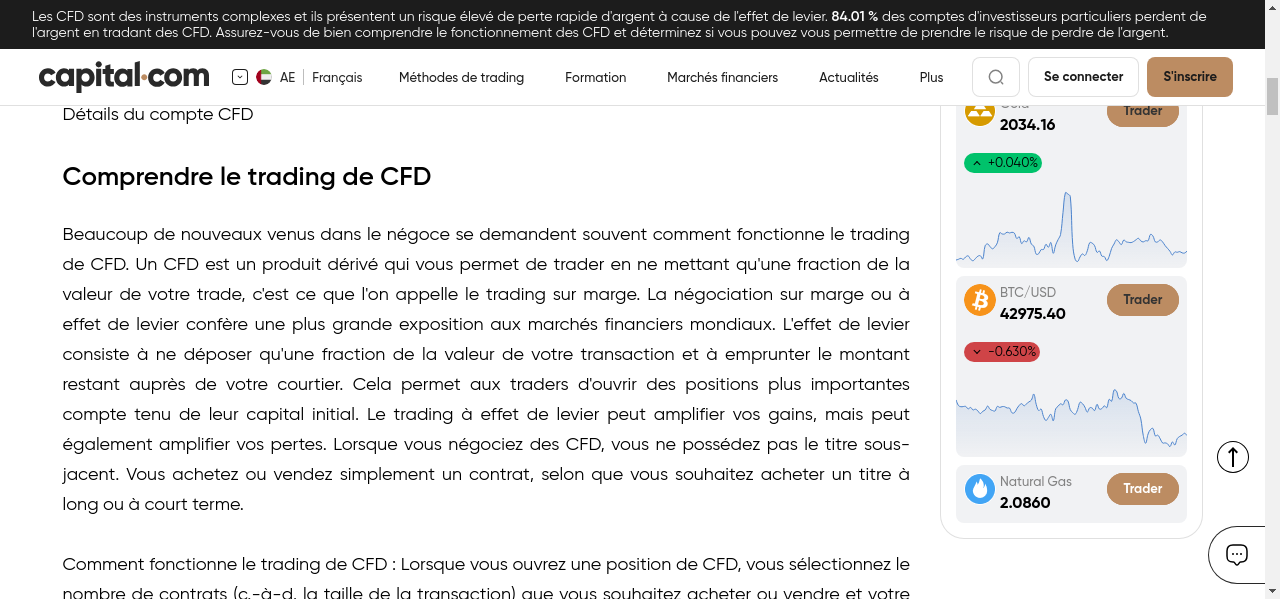 Les CFD sont des instruments complexes et ils présentent un risque élevé de perte rapide d'argent à cause de l'effet de levier. 84.01 % des comptes d'investisseurs particuliers perdent de
l'argent en tradant des CFD. Assurez-vous de bien comprendre le fonctionnement des CFD et déterminez si vous pouvez vous permettre de prendre le risque de perdre de l'argent.
capital.com
AE
Français
Méthodes de trading
Formation
Marchés financiers
Actualités
Plus
Se connecter
S'inscrire
Détails du compte CFD
Comprendre le trading de CFD
Beaucoup de nouveaux venus dans le négoce se demandent souvent comment fonctionne le trading
de CFD. Un CFD est un produit dérivé qui vous permet de trader en ne mettant qu'une fraction de la
valeur de votre trade, c'est ce que l'on appelle le trading sur marge. La négociation sur marge ou à
effet de levier confère une plus grande exposition aux marchés financiers mondiaux. L'effet de levier
consiste à ne déposer qu'une fraction de la valeur de votre transaction et à emprunter le montant
restant auprès de votre courtier. Cela permet aux traders d'ouvrir des positions plus importantes
compte tenu de leur capital initial. Le trading à effet de levier peut amplifier vos gains, mais peut
également amplifier vos pertes. Lorsque vous négociez des CFD, vous ne possédez pas le titre sous-
jacent. Vous achetez ou vendez simplement un contrat, selon que vous souhaitez acheter un titre à
long ou à court terme.
Comment fonctionne le trading de CFD : Lorsque vous ouvrez une position de CFD, vous sélectionnez le
nombre de contrats (c.-à-d. la taille de la transaction) que vous souhaitez acheter ou vendre et votre
Gold
Trader
2034.16
+0.040%
BTC/USD
Trader
42975.40
-0.630%
Natural Gas
Trader
2.0860